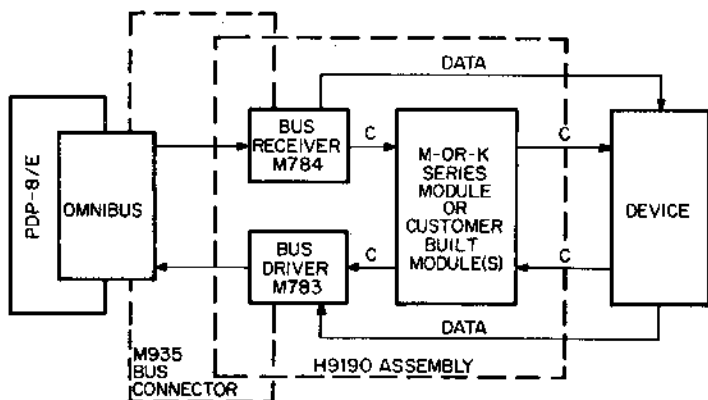 DATA
PDP-8/E
OMNIBUS
BUS
RECEIVER
M784
C
M-OR-K
SERIES
MODULE
OR
CUSTOMER
BUILT
MODULE(S)
C
DEVICE
BUS
DRIVER
M783
C
C
DATA
M935
BUS
CONNECTOR
H9190 ASSEMBLY